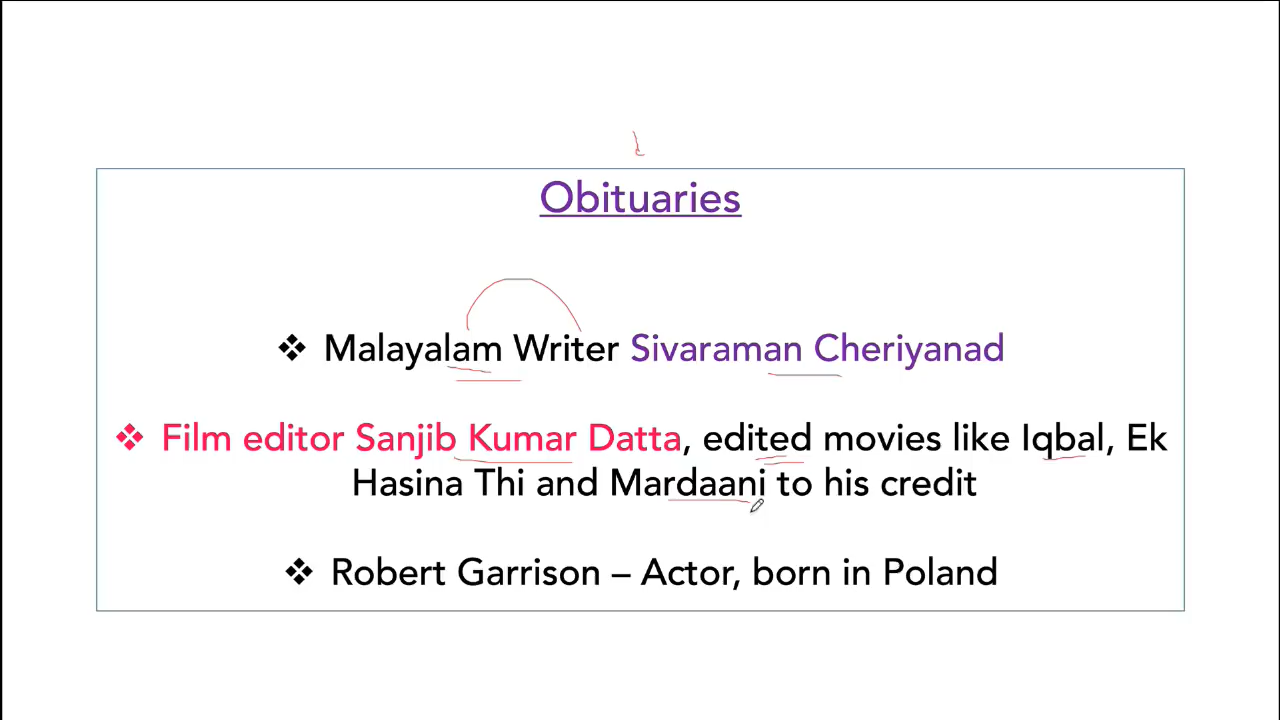 Obituaries
❖ Malayalam Writer Sivaraman Cheriyanad
❖ Film editor Sanjib Kumar Datta, edited movies like Iqbal, Ek
Hasina Thi and Mardaani to his credit
❖ Robert Garrison – Actor, born in Poland